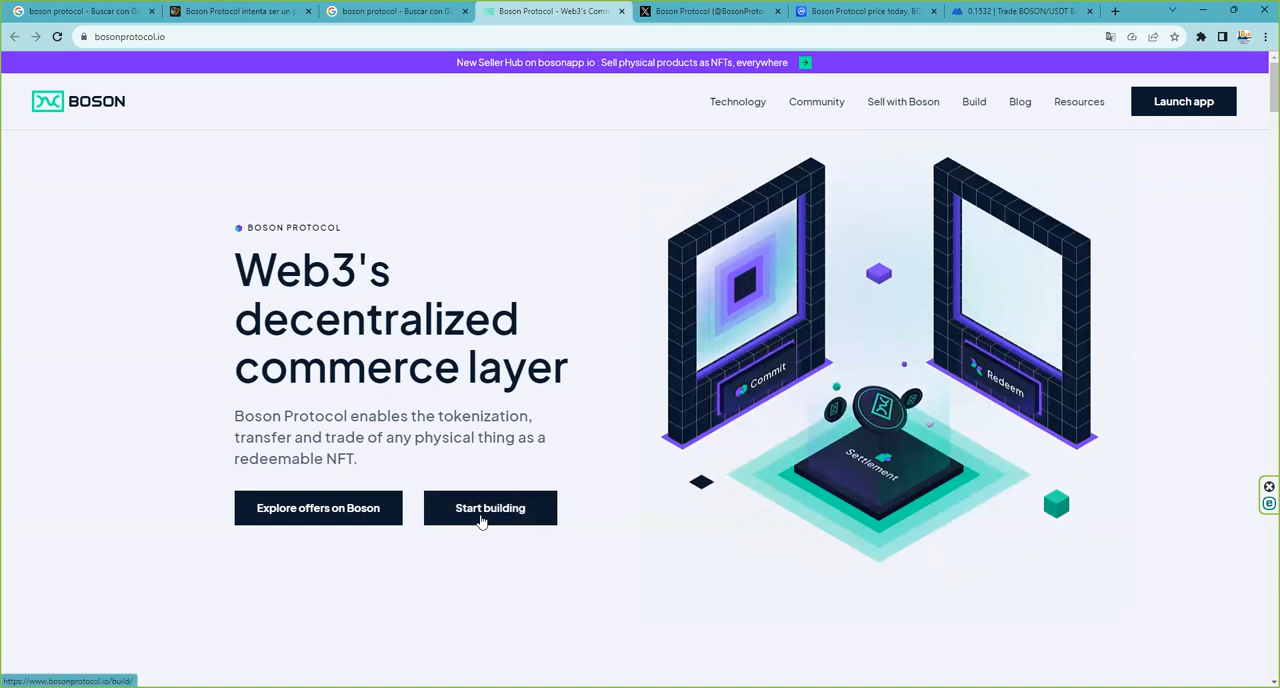 boson protocol - Buscar con Go
Boson Protocol intenta ser un p
boson protocol - Buscar con Go
Boson Protocol - Web3's Comm
Boson Protocol (@BosonProto
Boson Protocol price today, BO
0.1532 | Trade BOSON/USDT B
bosonprotocol.io
New Seller Hub on bosonapp.io : Sell physical products as NFTs, everywhere
BOSON
Technology
Community
Sell with Boson
Build
Blog
Resources
Launch app
BOSON PROTOCOL
Web3's
decentralized
commerce layer
Boson Protocol enables the tokenization,
transfer and trade of any physical thing as a
redeemable NFT.
Explore offers on Boson
Start building
Commit
Redeem
Settlement
https://www.bosonprotocol.io/build/